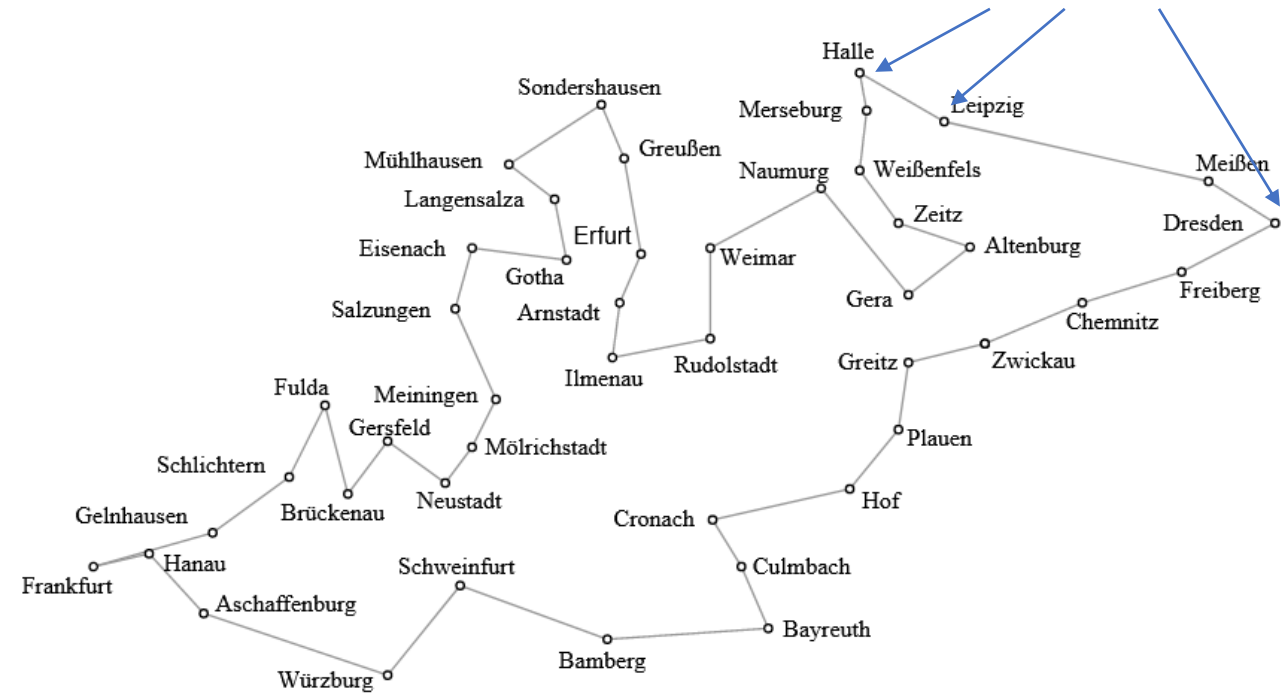 Halle
Sondershausen
Leipzig
Merseburg
Greußen
Mühlhausen
Meißen
Naumurg
Weißenfels
Langensalza
Zeitz
Dresden
Erfurt
Eisenach
Altenburg
Weimar
Gotha
Freiberg
Gera
Salzungen
Arnstadt
Chemnitz
Zwickau
Greitz
Rudolstadt
Ilmenau
Fulda
Meiningen
Gersfeld
Plauen
Mölrichstadt
Schlichtern
Neustadt
Hof
Brückenau
Gelnhausen
Cronach
Hanau
Schweinfurt
Culmbach
Frankfurt
Aschaffenburg
Bayreuth
Bamberg
Würzburg